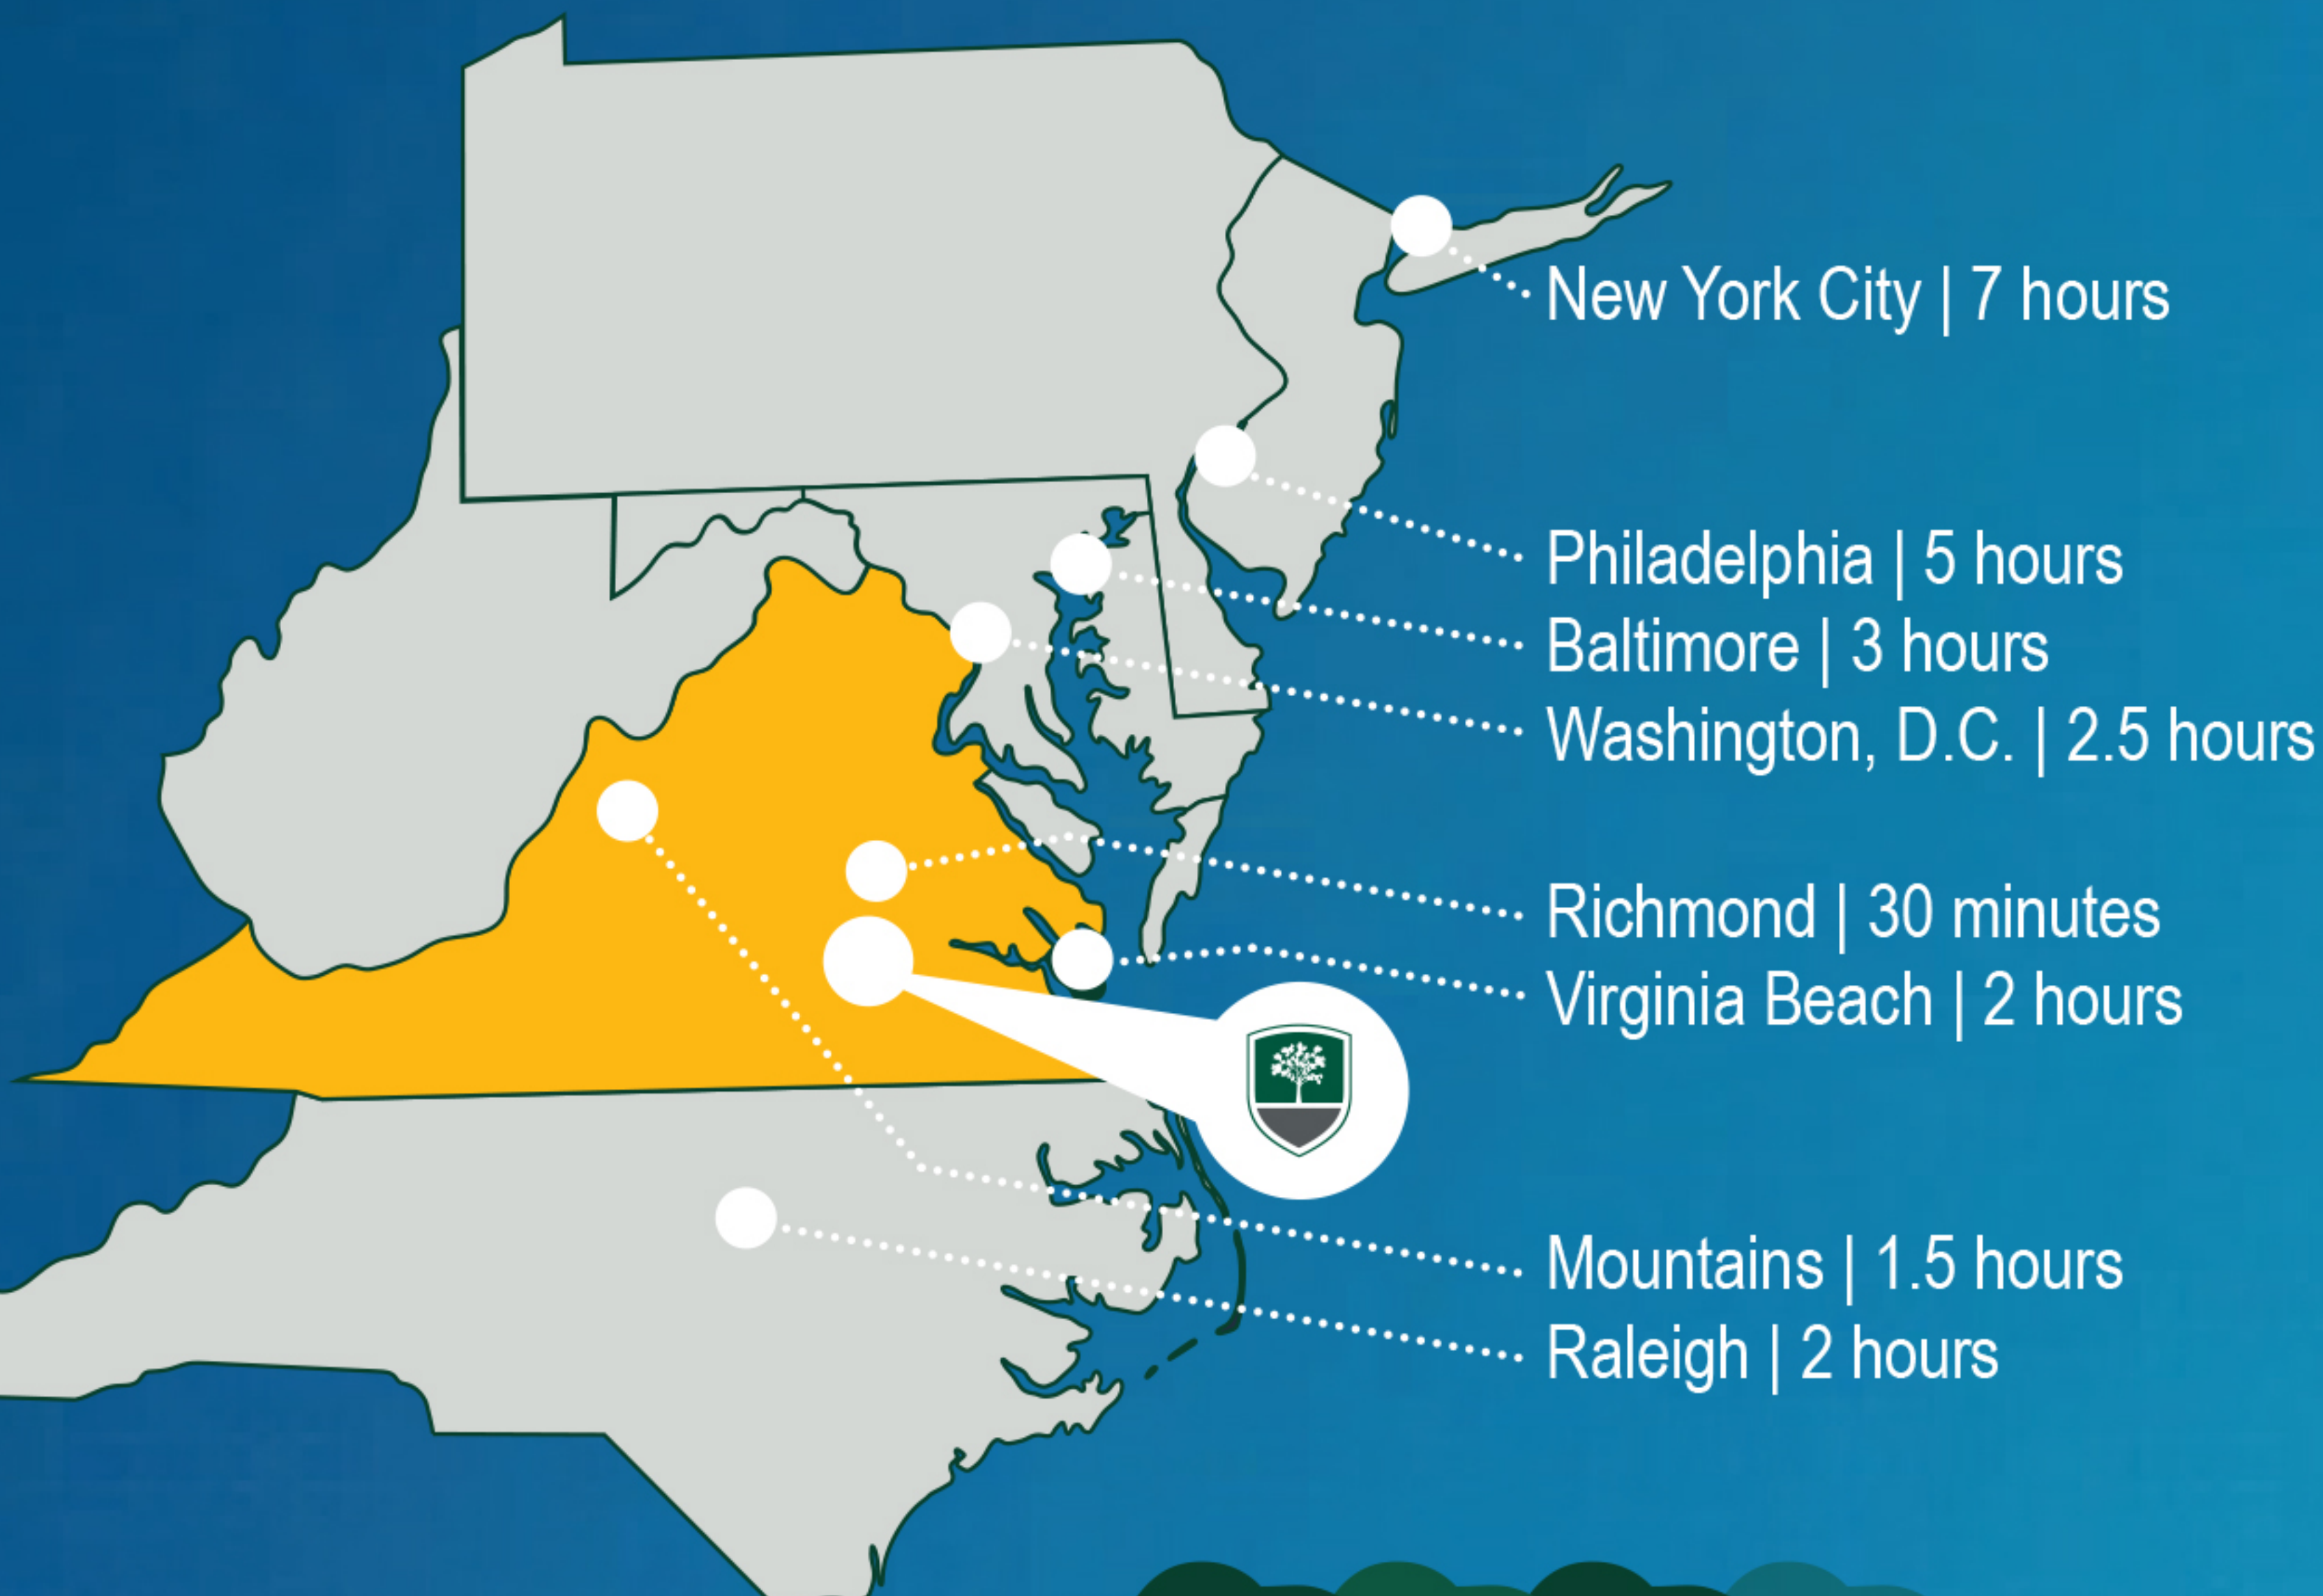 New York City | 7 hours
Philadelphia | 5 hours
Baltimore | 3 hours
Washington, D.C. | 2.5 hours
Richmond | 30 minutes
Virginia Beach | 2 hours
Mountains | 1.5 hours
Raleigh | 2 hours